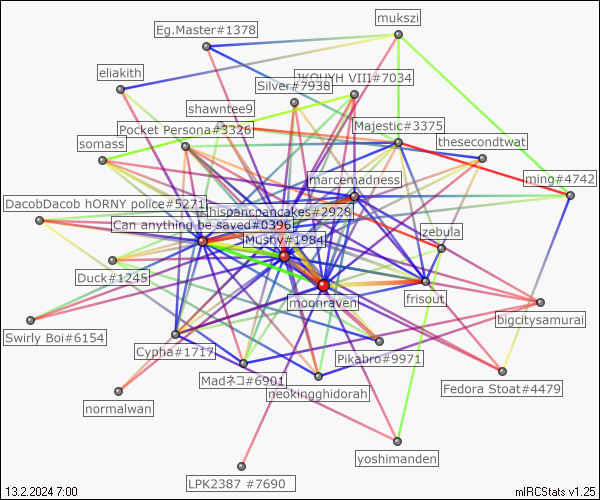 mukszi
Eg.Master#1378
eliakith
JKOUYH VIII#7034
Silver#7938
shawntee9
Majestic#3375
Pocket Persona#3326
thesecondtwat
somass
marcemadness
ming#4742
DacobDacob hORNY police#5271
hispanicpancakes#2928
Can anything be saved#0396
zebula
Mushy#1984
Duck#1245
moonraven
frisout
bigcitysamurai
Swirly Boi#6154
Cypha#1717
Pikabro#9971
Madネコ#6901
neokingghidorah
Fedora Stoat#4479
normalwan
yoshimanden
LPK2387 #7690
13.2.2024 7:00
mIRCStats v1.25